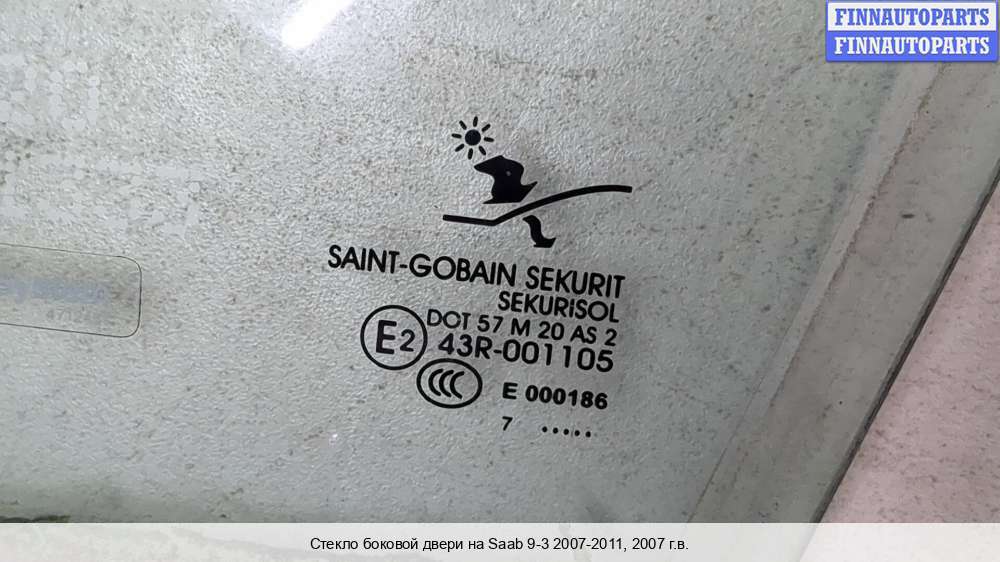 FINNAUTOPARTS
FINNAUTOPARTS
SAINT-GOBAIN SEKURIT
SEKURiSOL
DOT 57 M 20 AS 2
E2 43R-001105
CCC E 000186
7 .....
Стекло боковой двери на Saab 9-3 2007-2011, 2007 г.в.